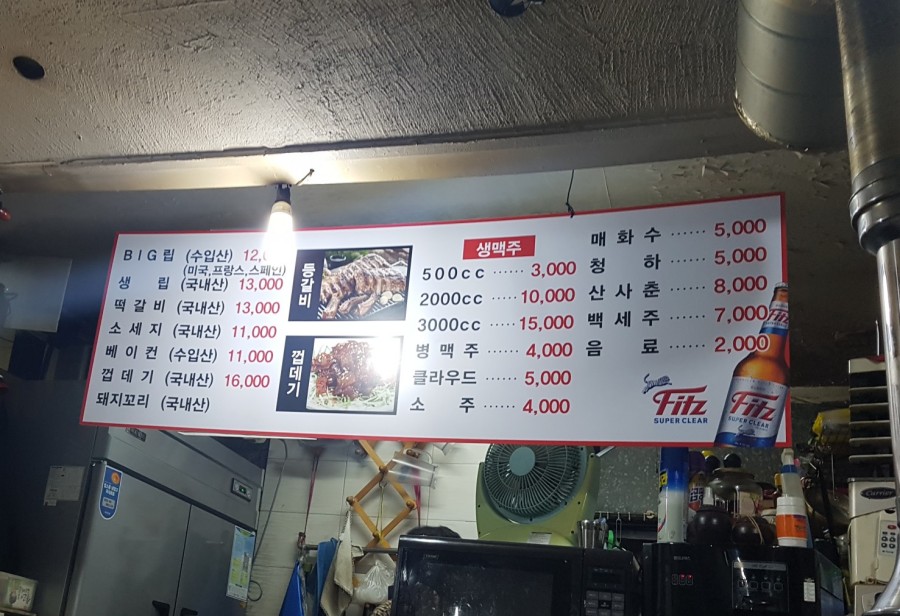 BIG립 (수입산) 12,
(미국,프랑스,스페인)
생 립 (국내산) 13,000
떡갈비 (국내산) 13,000
소세지 (국내산) 11,000
베이컨 (수입산) 11,000
껍데기 (국내산) 16,000
돼지꼬리 (국내산)
등갈비
껍데기
생맥주
500cc ······ 3,000
2000cc ······ 10,000
3000cc ······ 15,000
병맥주 ······ 4,000
클라우드 ······ 5,000
소 주 ······ 4,000
매화수 ······ 5,000
청 하 ······ 5,000
산사춘 ······ 8,000
백세주 ······ 7,000
음 료 ······ 2,000
Fitz
SUPER CLEAR
Fitz
SUPER CLEAR
Carrier